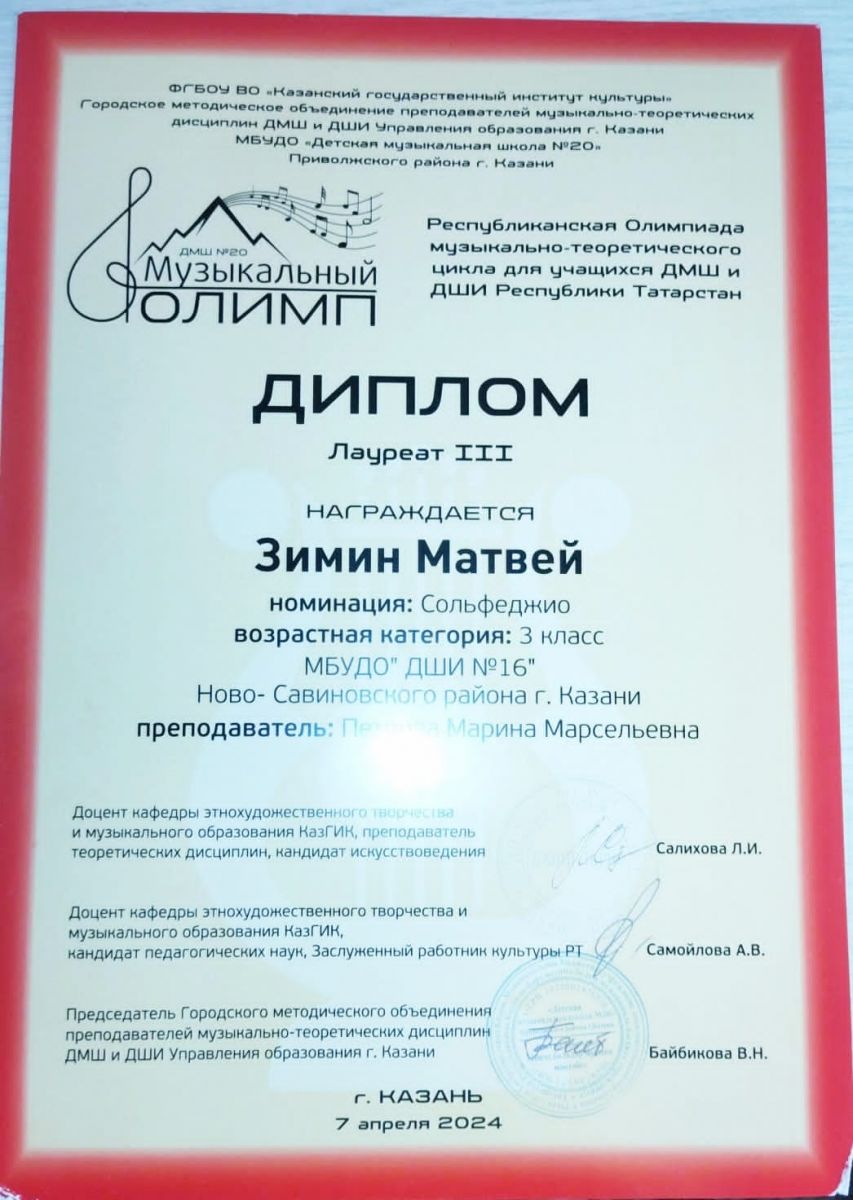 ФГБОУ ВО «Казанский государственный институт культуры»
Городское методическое объединение преподавателей музыкально-теоретических
дисциплин ДМШ и ДШИ Управления образования г. Казани
МБУДО «Детская музыкальная школа №20»
Приволжского района г. Казани
ДМШ №20
Музыкальный
ОЛИМП
Республиканская Олимпиада
музыкально-теоретического
цикла для учащихся ДМШ и
ДШИ Республики Татарстан
ДИПЛОМ
Лауреат III
НАГРАЖДАЕТСЯ
Зимин Матвей
номинация: Сольфеджио
возрастная категория: 3 класс
МБУДО" ДШИ №16"
Ново- Савиновского района г. Казани
преподаватель: Марина Марсельевна
Доцент кафедры этнохудожественного творчества
и музыкального образования КазГИК, преподаватель
теоретических дисциплин, кандидат искусствоведения
Салихова Л.И.
Доцент кафедры этнохудожественного творчества и
музыкального образования КазГИК,
кандидат педагогических наук, Заслуженный работник культуры РТ
Самойлова А.В.
Председатель Городского методического объединения
преподавателей музыкально-теоретических дисциплин
ДМШ и ДШИ Управления образования г. Казани
Байбикова В.Н.
г. КАЗАНЬ
7 апреля 2024